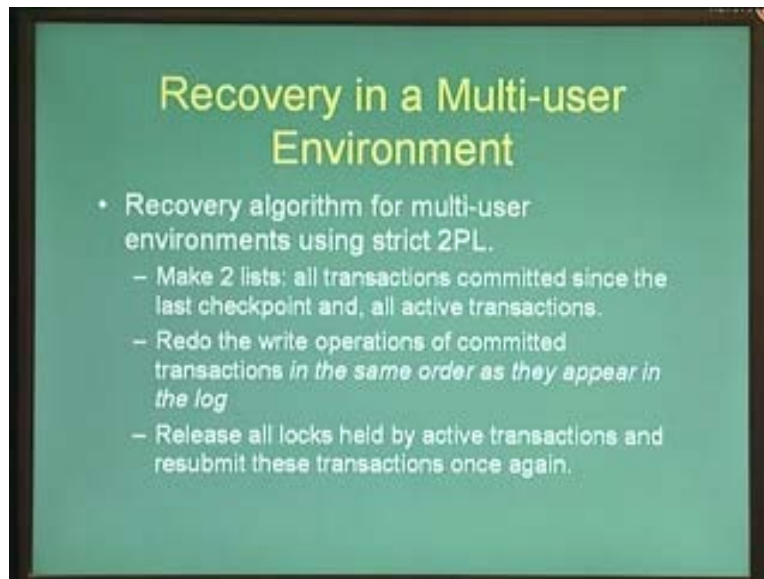 Recovery in a Multi-user
Environment
• Recovery algorithm for multi-user
environments using strict 2PL.
– Make 2 lists: all transactions committed since the
last checkpoint and, all active transactions.
– Redo the write operations of committed
transactions in the same order as they appear in
the log
– Release all locks held by active transactions and
resubmit these transactions once again.